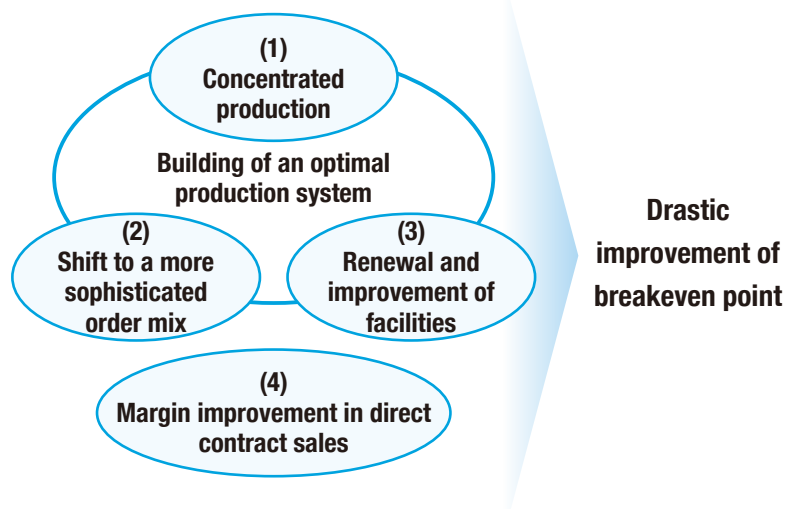 (1)
Concentrated
production
Building of an optimal
production system
(2)
Shift to a more
sophisticated
order mix
(3)
Renewal and
improvement of
facilities
(4)
Margin improvement in direct
contract sales
Drastic
improvement of
breakeven point